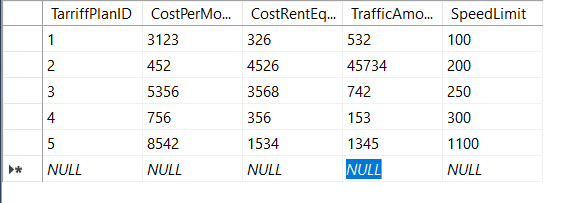 TarriffPlanID CostPerMo... CostRentEq... TrafficAmo... SpeedLimit
1 3123 326 532 100
2 452 4526 45734 200
3 5356 3568 742 250
4 756 356 153 300
5 8542 1534 1345 1100
NULL NULL NULL NULL NULL